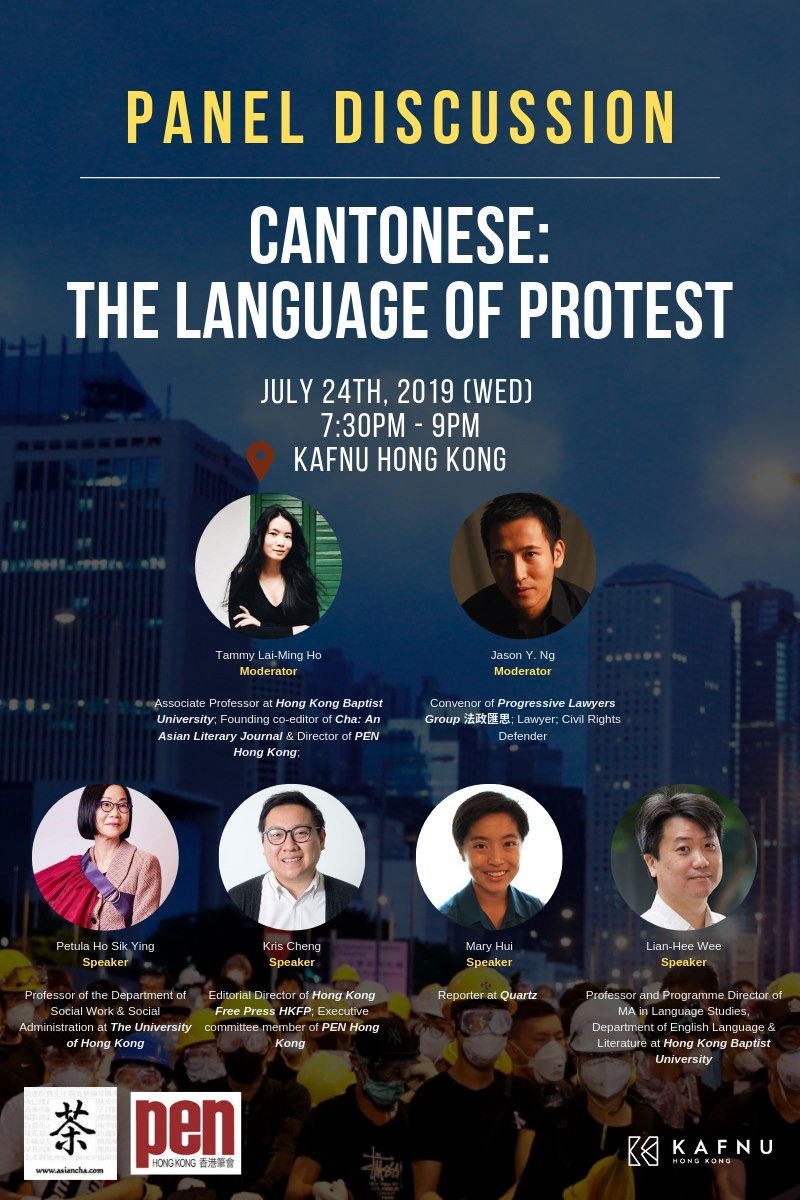 PANEL DISCUSSION
CANTONESE:
THE LANGUAGE OF PROTEST
JULY 24TH, 2019 (WED)
7:30PM - 9PM
KAFNU HONG KONG
Tammy Lai-Ming Ho
Moderator
Associate Professor at Hong Kong Baptist
University; Founding co-editor of Cha: An
Asian Literary Journal & Director of PEN
Hong Kong;
Jason Y. Ng
Moderator
Convenor of Progressive Lawyers
Group 法政匯思; Lawyer; Civil Rights
Defender
Petula Ho Sik Ying
Speaker
Professor of the Department of
Social Work & Social
Administration at The University
of Hong Kong
Kris Cheng
Speaker
Editorial Director of Hong Kong
Free Press HKFP; Executive
committee member of PEN Hong
Kong
Mary Hui
Speaker
Reporter at Quartz
Lian-Hee Wee
Speaker
Professor and Programme Director of
MA in Language Studies,
Department of English Language &
Literature at Hong Kong Baptist
University
茶
www.asiancha.com
pen
HONG KONG 香港筆會
KAFNU
HONG KONG